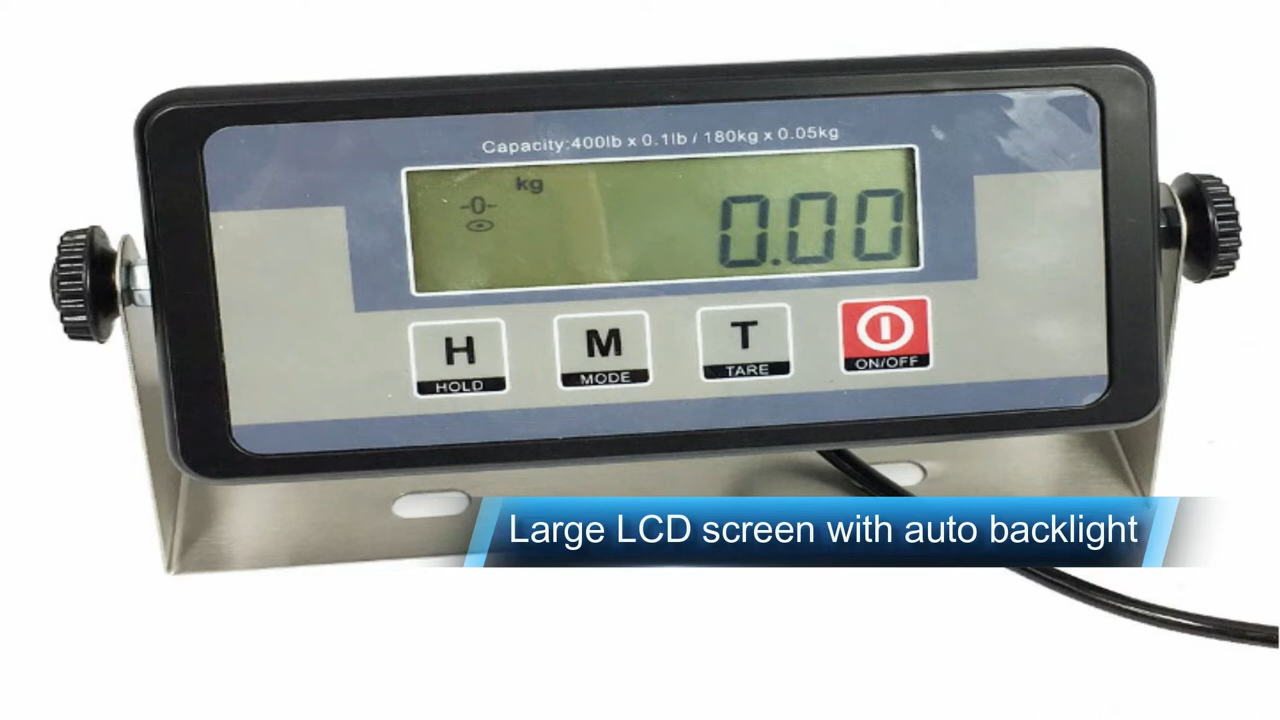 Capacity:400lb x 0.1lb / 180kg x 0.05kg
kg
-0-
0.00
H
HOLD
M
MODE
T
TARE
ON/OFF
Large LCD screen with auto backlight